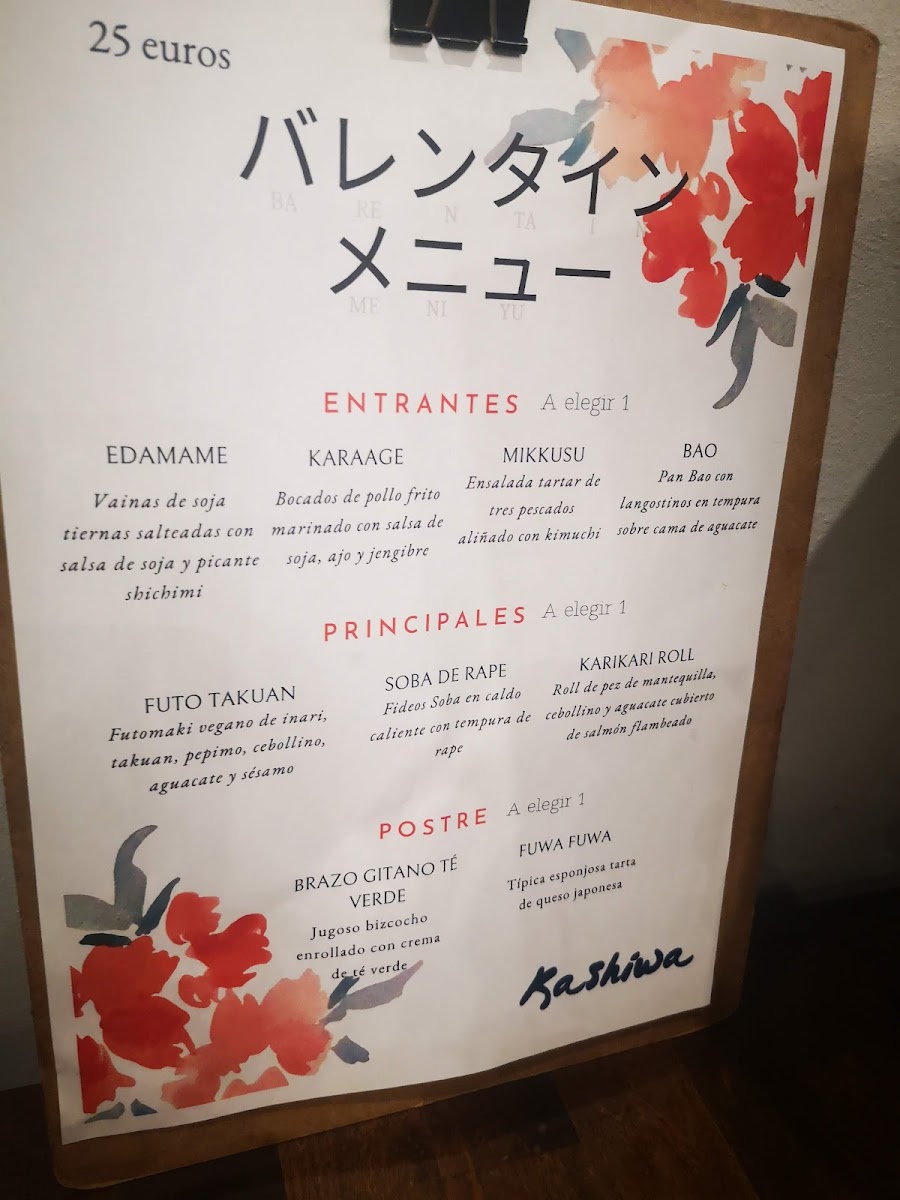 25 euros
バレンタイン
BA RE N TA I N
メニュー
ME NI YU
ENTRANTES A elegir 1
EDAMAME
Vainas de soja
tiernas salteadas con
salsa de soja y picante
shichimi
KARAAGE
Bocados de pollo frito
marinado con salsa de
soja, ajo y jengibre
MIKKUSU
Ensalada tartar de
tres pescados
aliñado con kimuchi
BAO
Pan Bao con
langostinos en tempura
sobre cama de aguacate
PRINCIPALES A elegir 1
FUTO TAKUAN
Futomaki vegano de inari,
takuan, pepimo, cebollino,
aguacate y sésamo
SOBA DE RAPE
Fideos Soba en caldo
caliente con tempura de
rape
KARIKARI ROLL
Roll de pez de mantequilla,
cebollino y aguacate cubierto
de salmón flambeado
POSTRE A elegir 1
BRAZO GITANO TÉ
VERDE
Jugoso bizcocho
enrollado con crema
de té verde
FUWA FUWA
Típica esponjosa tarta
de queso japonesa
Kashiwa